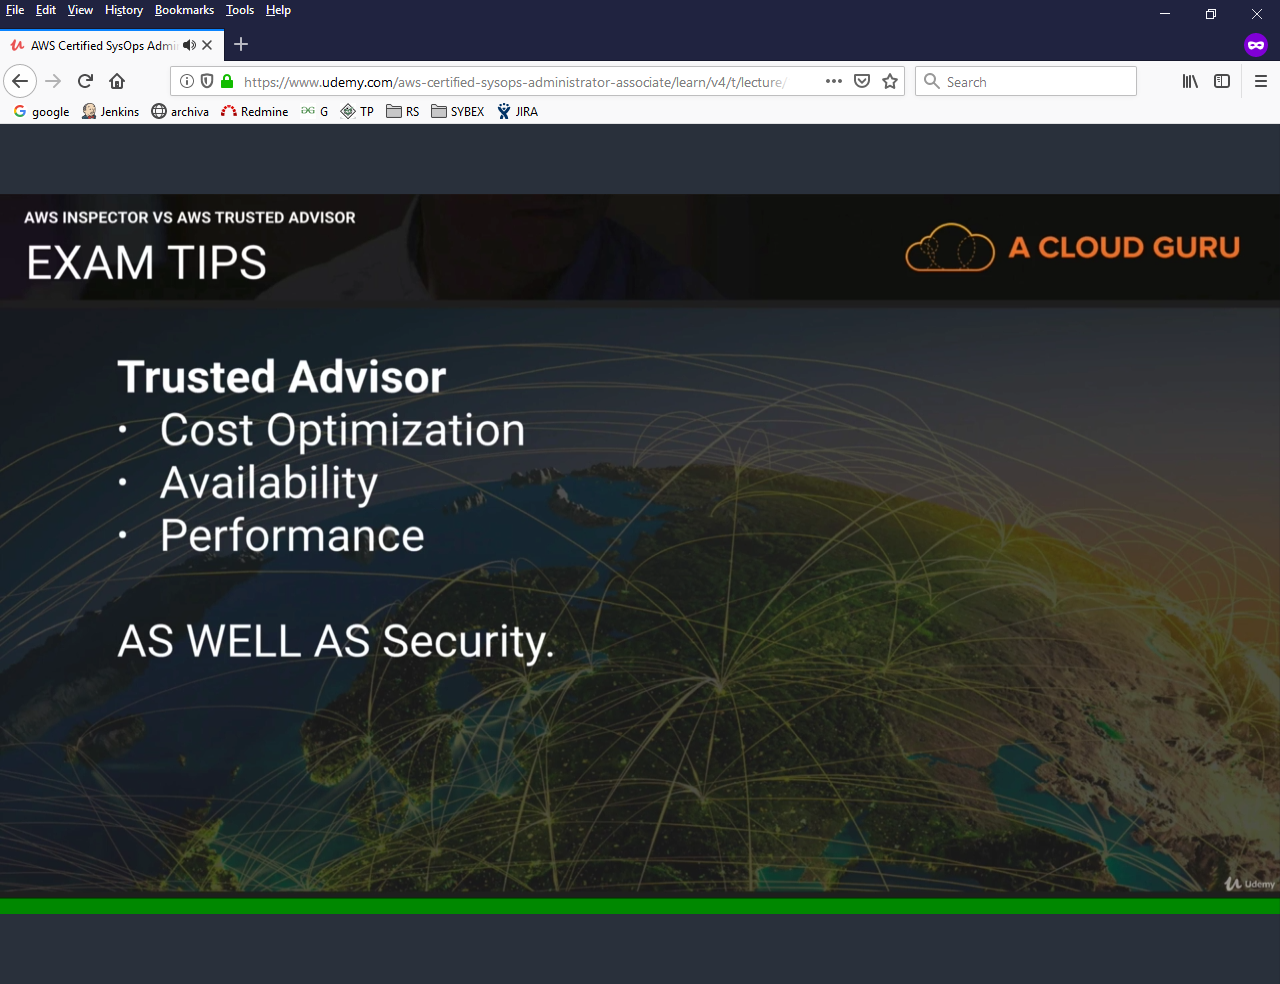 File Edit View History Bookmarks Tools Help
AWS Certified SysOps Admi
https://www.udemy.com/aws-certified-sysops-administrator-associate/learn/v4/t/lecture/
Search
google Jenkins archiva Redmine G TP RS SYBEX JIRA
AWS INSPECTOR VS AWS TRUSTED ADVISOR
EXAM TIPS
A CLOUD GURU
Trusted Advisor
• Cost Optimization
• Availability
• Performance
AS WELL AS Security.
Udemy